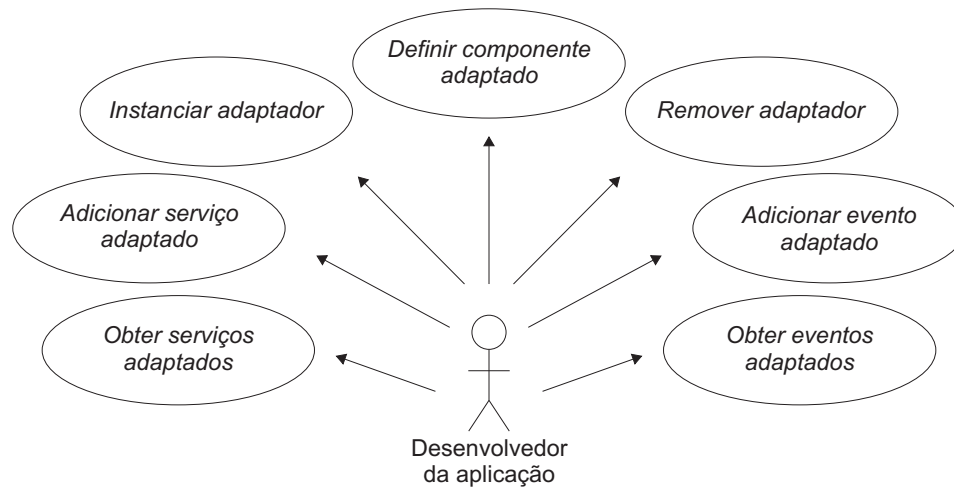 Definir componente
adaptado
Instanciar adaptador
Remover adaptador
Adicionar serviço
adaptado
Adicionar evento
adaptado
Obter serviços
adaptados
Obter eventos
adaptados
Desenvolvedor
da aplicação